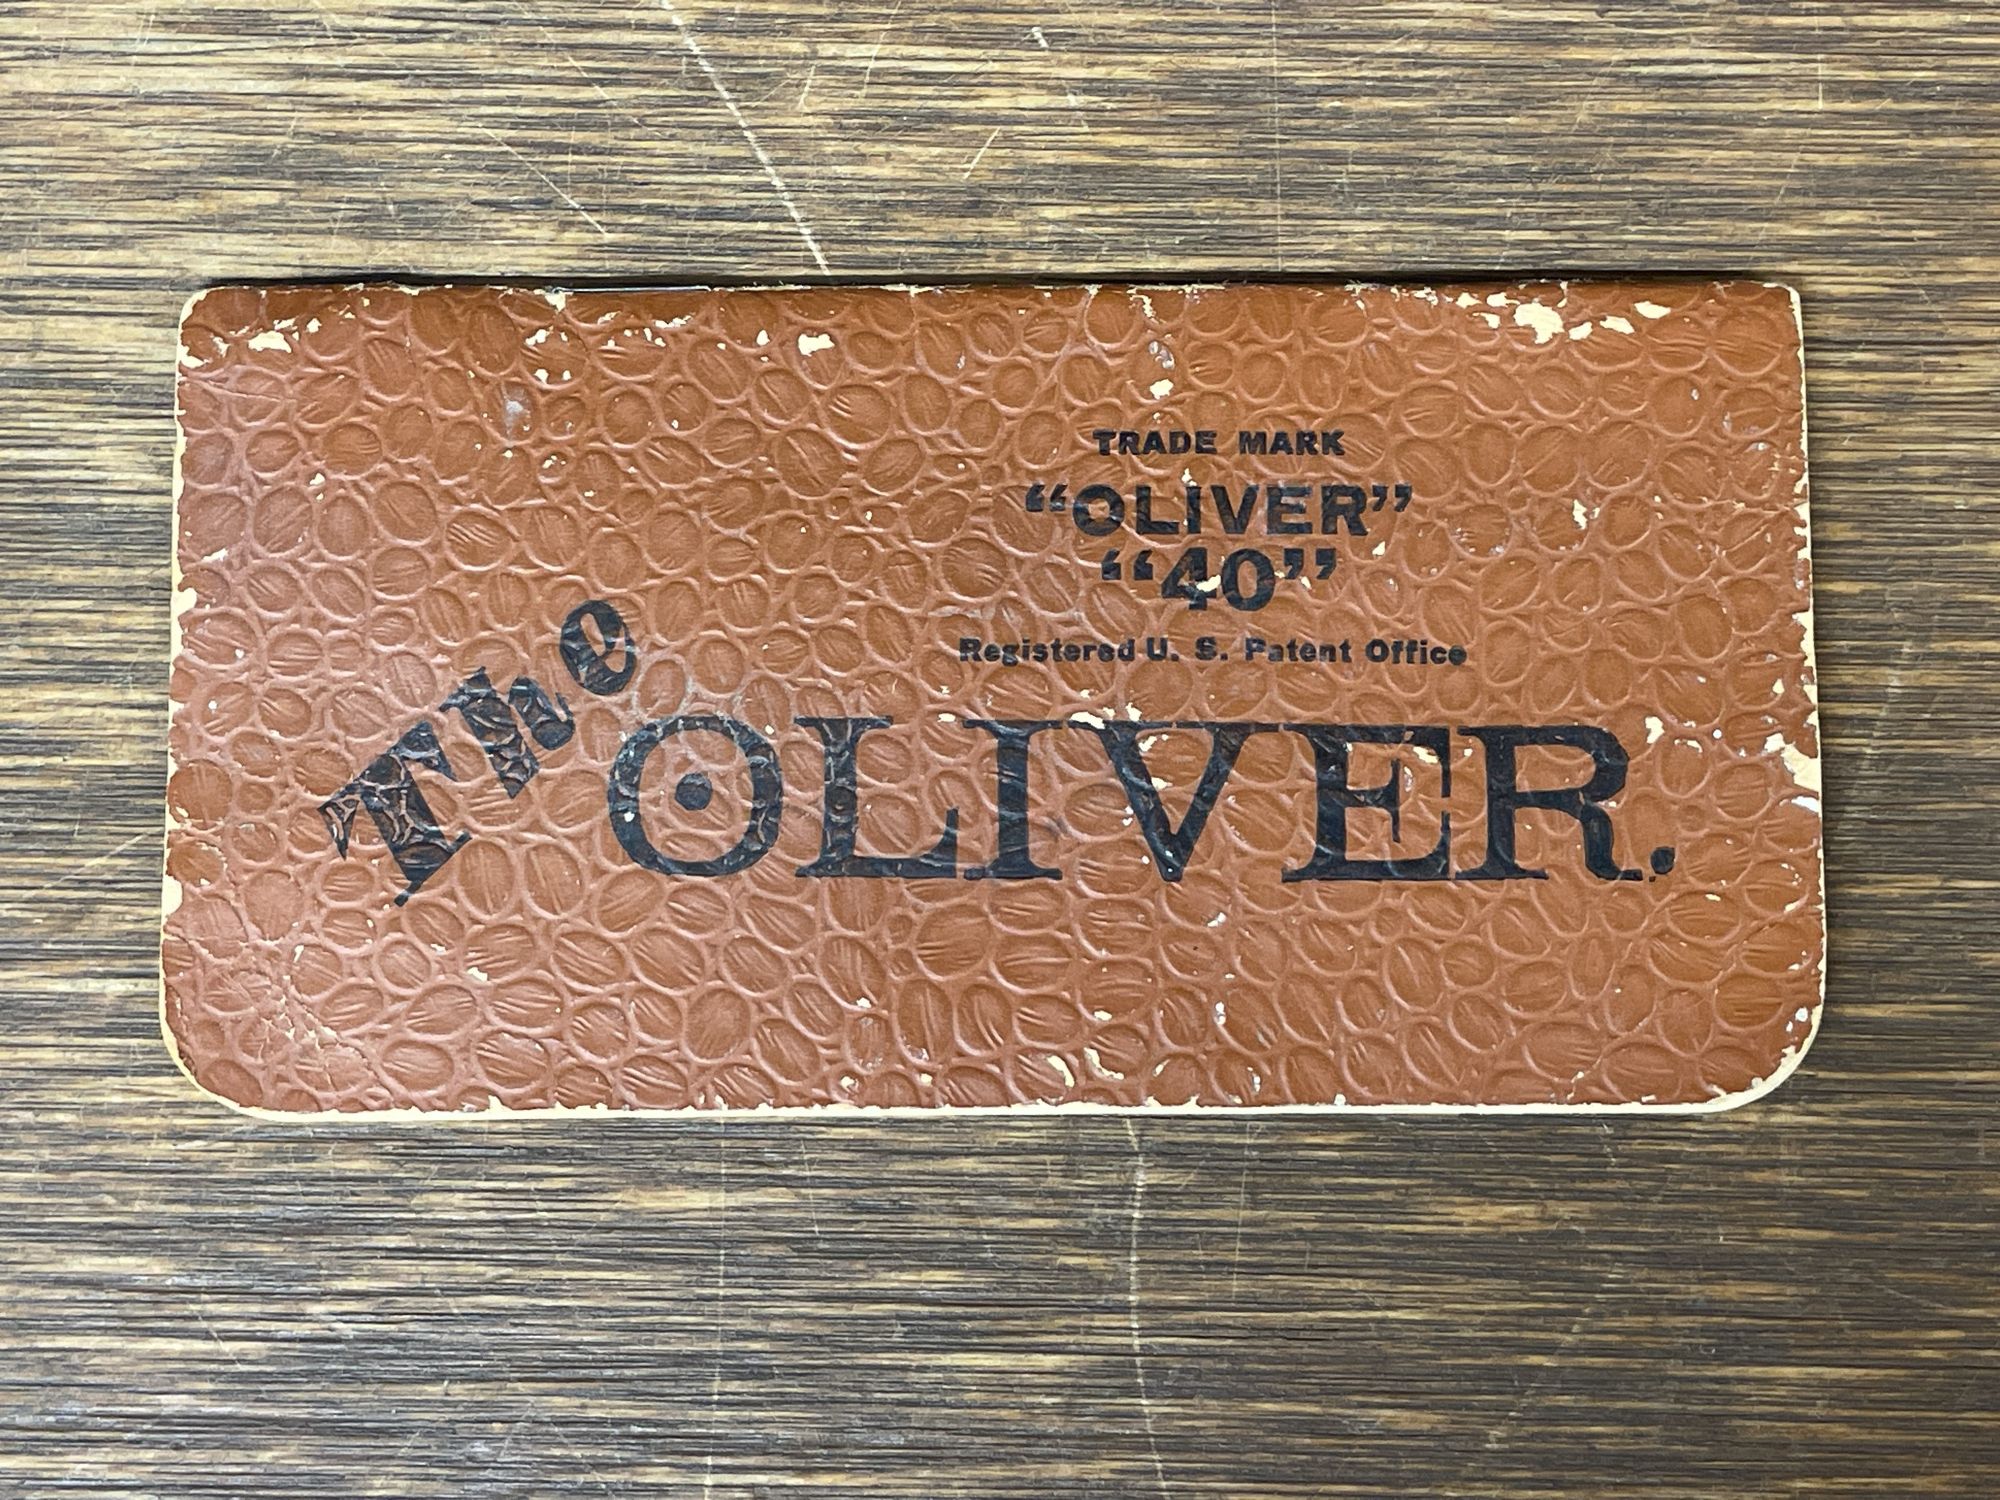 TRADE MARK
“OLIVER”
“40”
Registered U. S. Patent Office
The OLIVER.